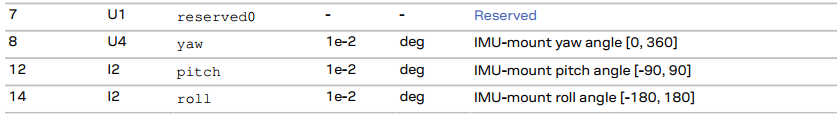 7 U1 reserved0 - - Reserved
8 U4 yaw 1e-2 deg IMU-mount yaw angle [0, 360]
12 I2 pitch 1e-2 deg IMU-mount pitch angle [-90, 90]
14 I2 roll 1e-2 deg IMU-mount roll angle [-180, 180]